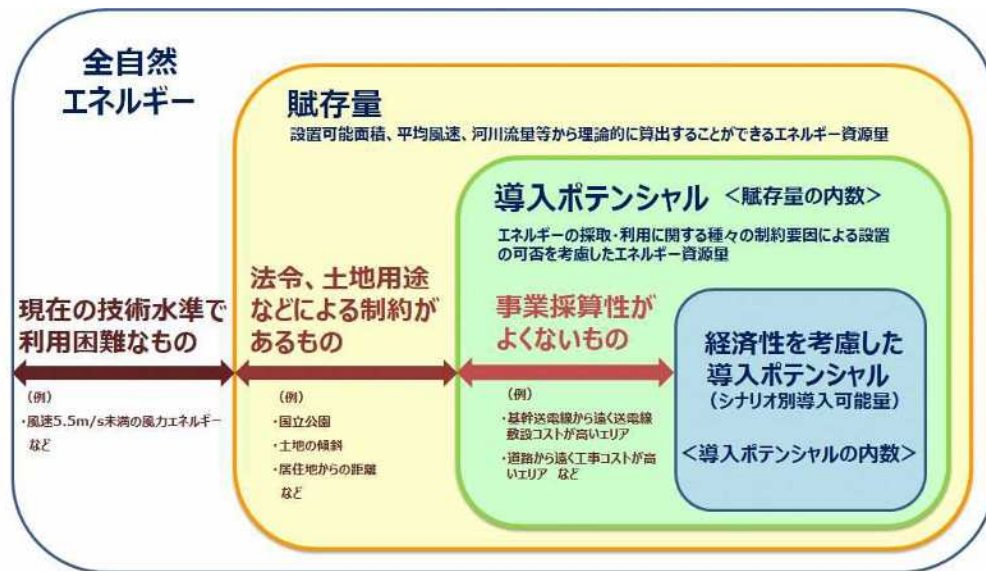 全自然
エネルギー
賦存量
設置可能面積、平均風速、河川流量等から理論的に算出することができるエネルギー資源量
導入ポテンシャル <賦存量の内数>
エネルギーの採取・利用に関する種々の制約要因による設置
の可否を考慮したエネルギー資源量
現在の技術水準で
利用困難なもの
(例)
・風速5.5m/s未満の風力エネルギー
など
法令、土地用途
などによる制約が
あるもの
(例)
・国立公園
・土地の傾斜
・居住地からの距離
など
事業採算性が
よくないもの
(例)
・基幹送電線から遠く送電線
敷設コストが高いエリア
・道路から遠く工事コストが高
いエリア など
経済性を考慮した
導入ポテンシャル
(シナリオ別導入可能量)
<導入ポテンシャルの内数>